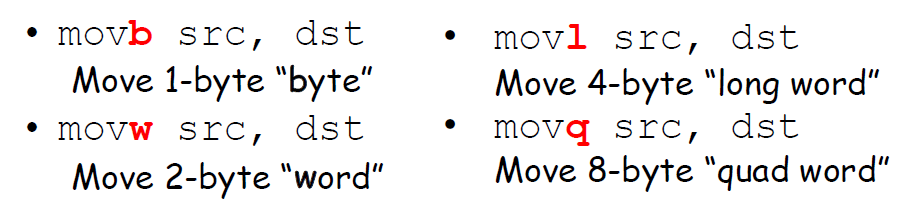 • movb src, dst
Move 1-byte “byte”
• movw src, dst
Move 2-byte “word”
• movl src, dst
Move 4-byte “long word”
• movq src, dst
Move 8-byte “quad word”